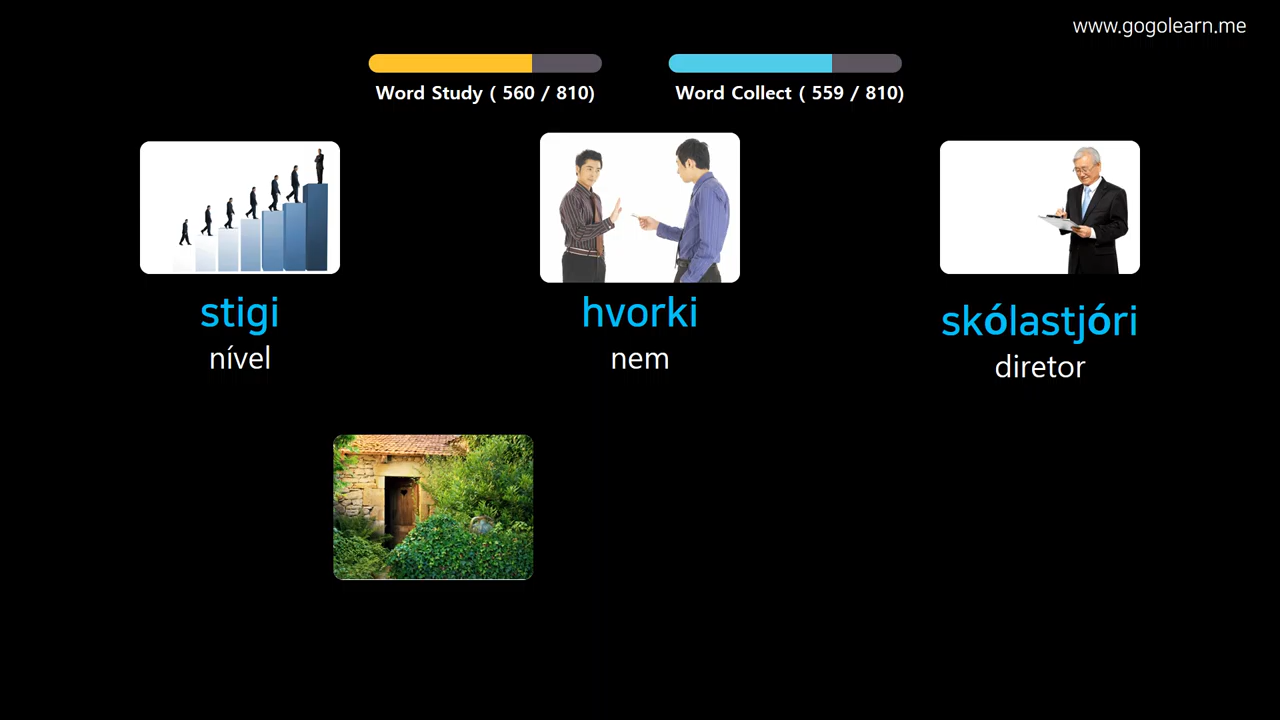 www.gogolearn.me
Word Study ( 560 / 810)
Word Collect ( 559 / 810)
stigi
nível
hvorki
nem
skólastjóri
diretor